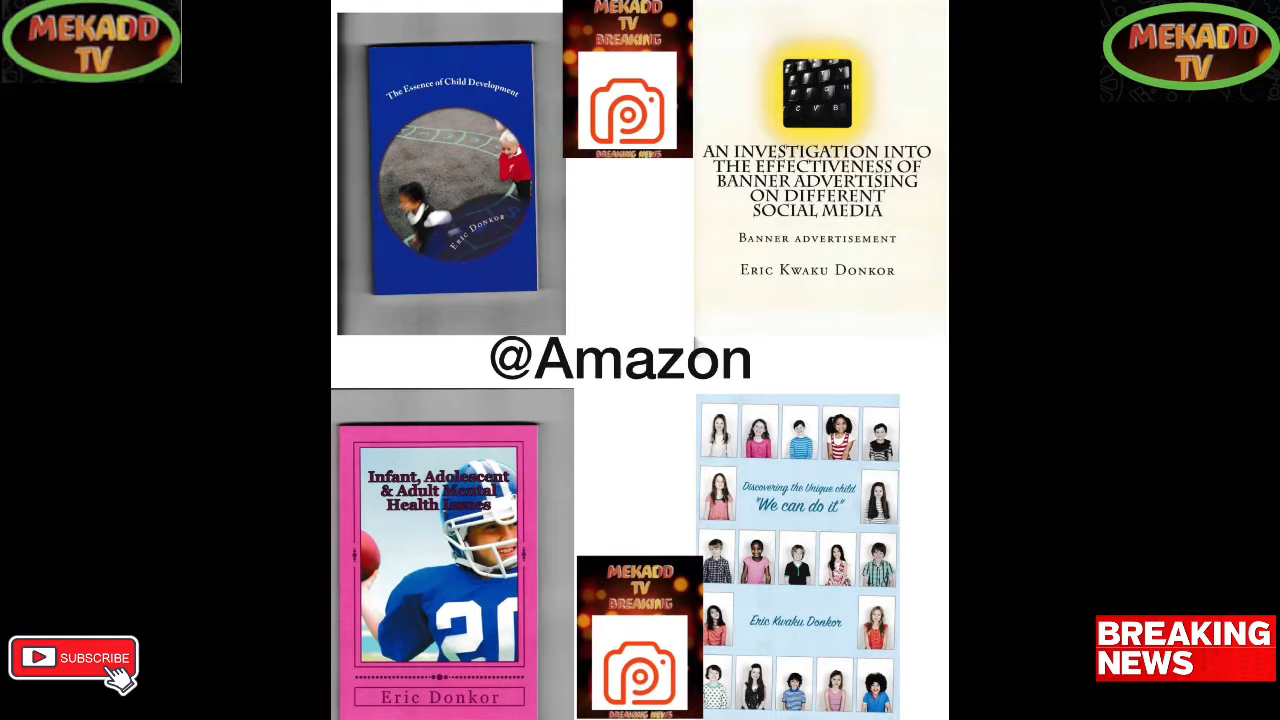 MEKADD
TV
MEKADD
TV
BREAKING
BREAKING NEWS
MEKADD
TV
The Essence of Child Development
Eric Donkor
Y
G H
C V B
AN INVESTIGATION INTO
THE EFFECTIVENESS OF
BANNER ADVERTISING
ON DIFFERENT
SOCIAL MEDIA
BANNER ADVERTISEMENT
ERIC KWAKU DONKOR
@Amazon
Infant, Adolescent
& Adult Mental
Health Issues
20
Eric Donkor
Discovering the Unique child
"We can do it"
Eric Kwaku Donkor
MEKADD
TV
BREAKING
BREAKING NEWS
SUBSCRIBE
BREAKING
NEWS